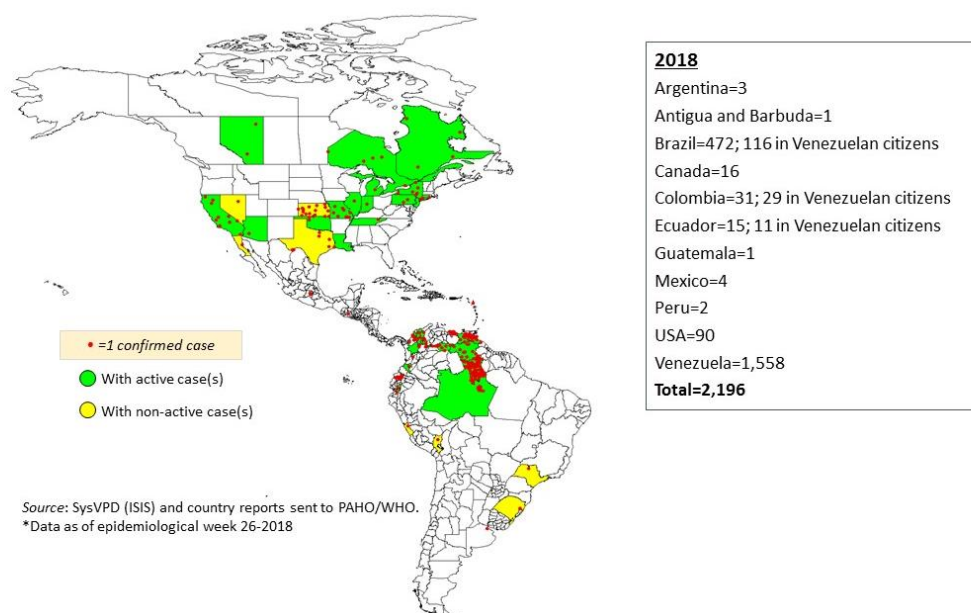 2018
Argentina=3
Antigua and Barbuda=1
Brazil=472; 116 in Venezuelan citizens
Canada=16
Colombia=31; 29 in Venezuelan citizens
Ecuador=15; 11 in Venezuelan citizens
Guatemala=1
Mexico=4
Peru=2
USA=90
Venezuela=1,558
Total=2,196
=1 confirmed case
With active case(s)
With non-active case(s)
Source: SysVPD (ISIS) and country reports sent to PAHO/WHO.
*Data as of epidemiological week 26-2018